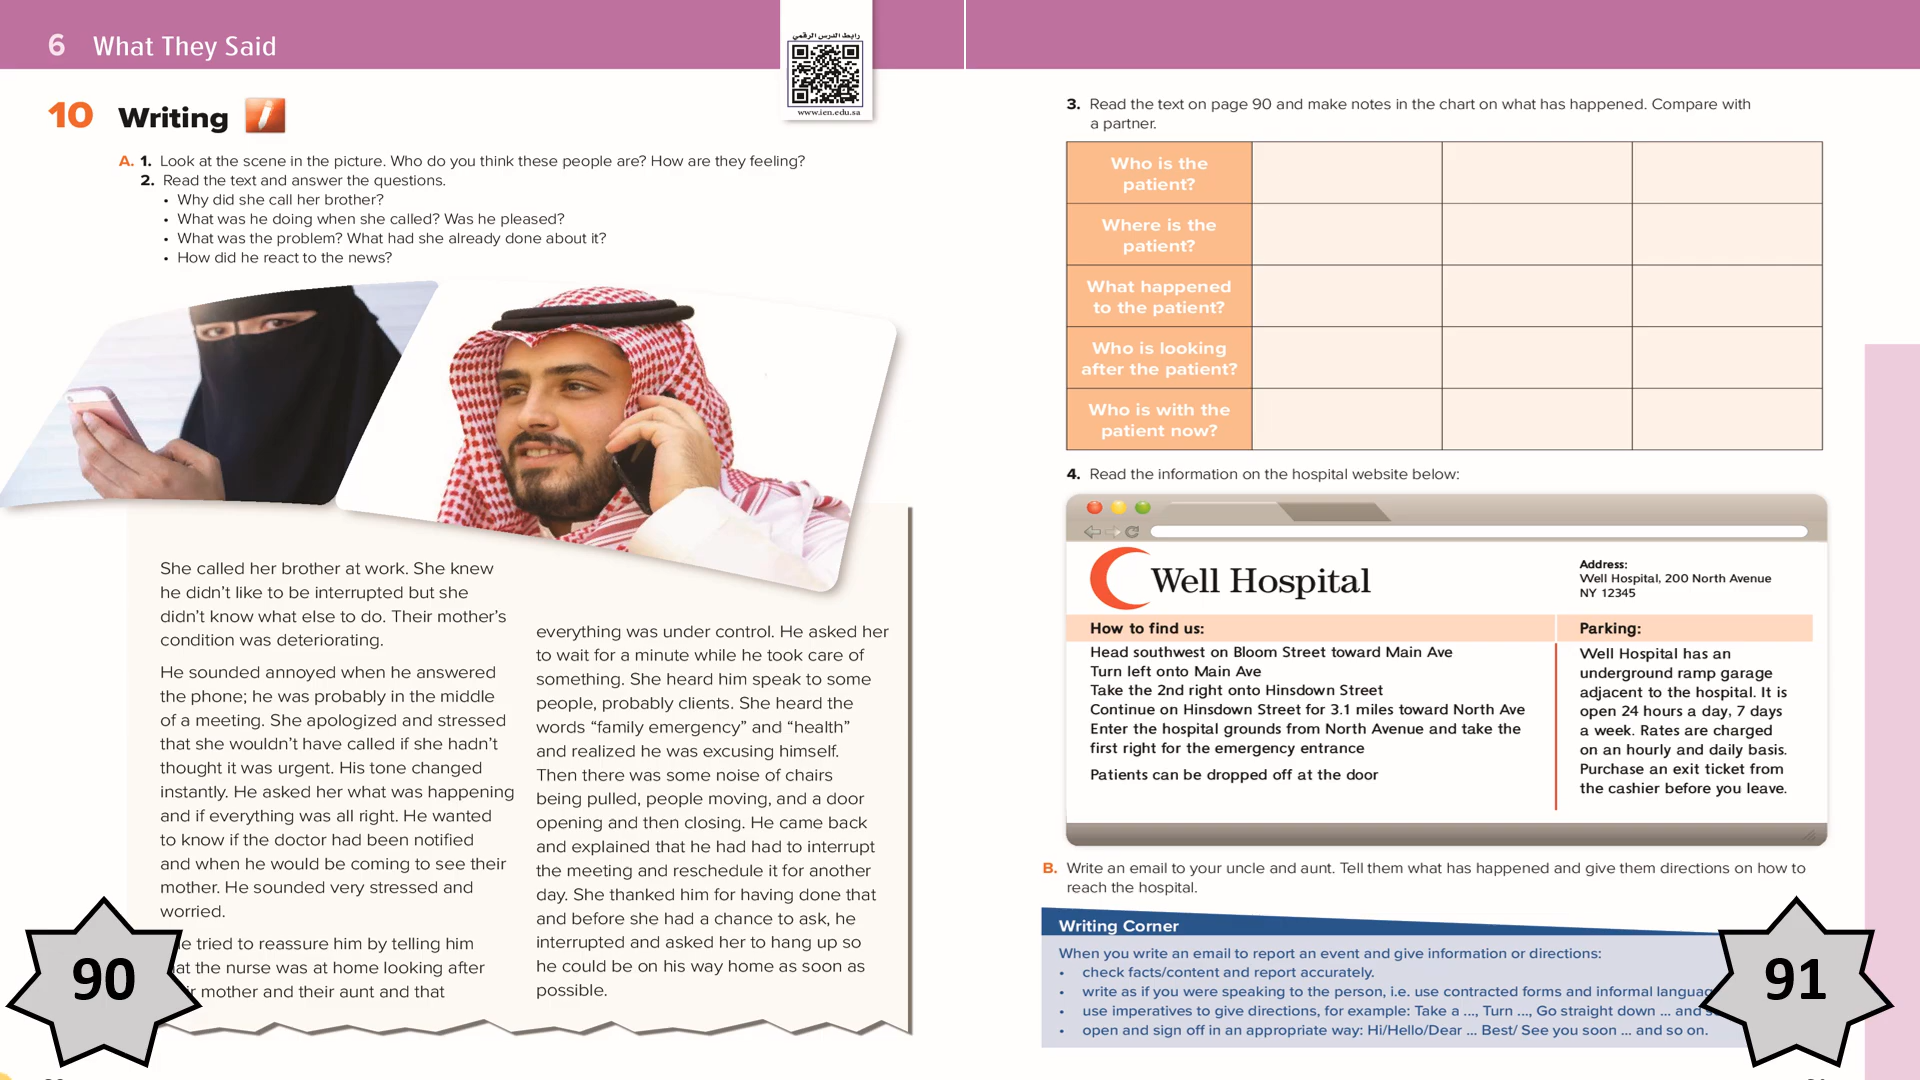 6 What They Said
رابط الدرس الرقمي
www.ien.edu.sa
10 Writing
A. 1. Look at the scene in the picture. Who do you think these people are? How are they feeling?
2. Read the text and answer the questions.
• Why did she call her brother?
• What was he doing when she called? Was he pleased?
• What was the problem? What had she already done about it?
• How did he react to the news?
She called her brother at work. She knew
he didn’t like to be interrupted but she
didn’t know what else to do. Their mother’s
condition was deteriorating.
He sounded annoyed when he answered
the phone; he was probably in the middle
of a meeting. She apologized and stressed
that she wouldn’t have called if she hadn’t
thought it was urgent. His tone changed
instantly. He asked her what was happening
and if everything was all right. He wanted
to know if the doctor had been notified
and when he would be coming to see their
mother. He sounded very stressed and
worried.
tried to reassure him by telling him
the nurse was at home looking after
mother and their aunt and that
everything was under control. He asked her
to wait for a minute while he took care of
something. She heard him speak to some
people, probably clients. She heard the
words “family emergency” and “health”
and realized he was excusing himself.
Then there was some noise of chairs
being pulled, people moving, and a door
opening and then closing. He came back
and explained that he had had to interrupt
the meeting and reschedule it for another
day. She thanked him for having done that
and before she had a chance to ask, he
interrupted and asked her to hang up so
he could be on his way home as soon as
possible.
90
3. Read the text on page 90 and make notes in the chart on what has happened. Compare with
a partner.
Who is the
patient?
Where is the
patient?
What happened
to the patient?
Who is looking
after the patient?
Who is with the
patient now?
4. Read the information on the hospital website below:
Well Hospital
Address:
Well Hospital, 200 North Avenue
NY 12345
How to find us:
Head southwest on Bloom Street toward Main Ave
Turn left onto Main Ave
Take the 2nd right onto Hinsdown Street
Continue on Hinsdown Street for 3.1 miles toward North Ave
Enter the hospital grounds from North Avenue and take the
first right for the emergency entrance
Patients can be dropped off at the door
Parking:
Well Hospital has an
underground ramp garage
adjacent to the hospital. It is
open 24 hours a day, 7 days
a week. Rates are charged
on an hourly and daily basis.
Purchase an exit ticket from
the cashier before you leave.
B. Write an email to your uncle and aunt. Tell them what has happened and give them directions on how to
reach the hospital.
Writing Corner
When you write an email to report an event and give information or directions:
• check facts/content and report accurately.
• write as if you were speaking to the person, i.e. use contracted forms and informal
• use imperatives to give directions, for example: Take a ..., Turn ..., Go straight down ... and
• open and sign off in an appropriate way: Hi/Hello/Dear ... Best/ See you soon ... and so on.
91